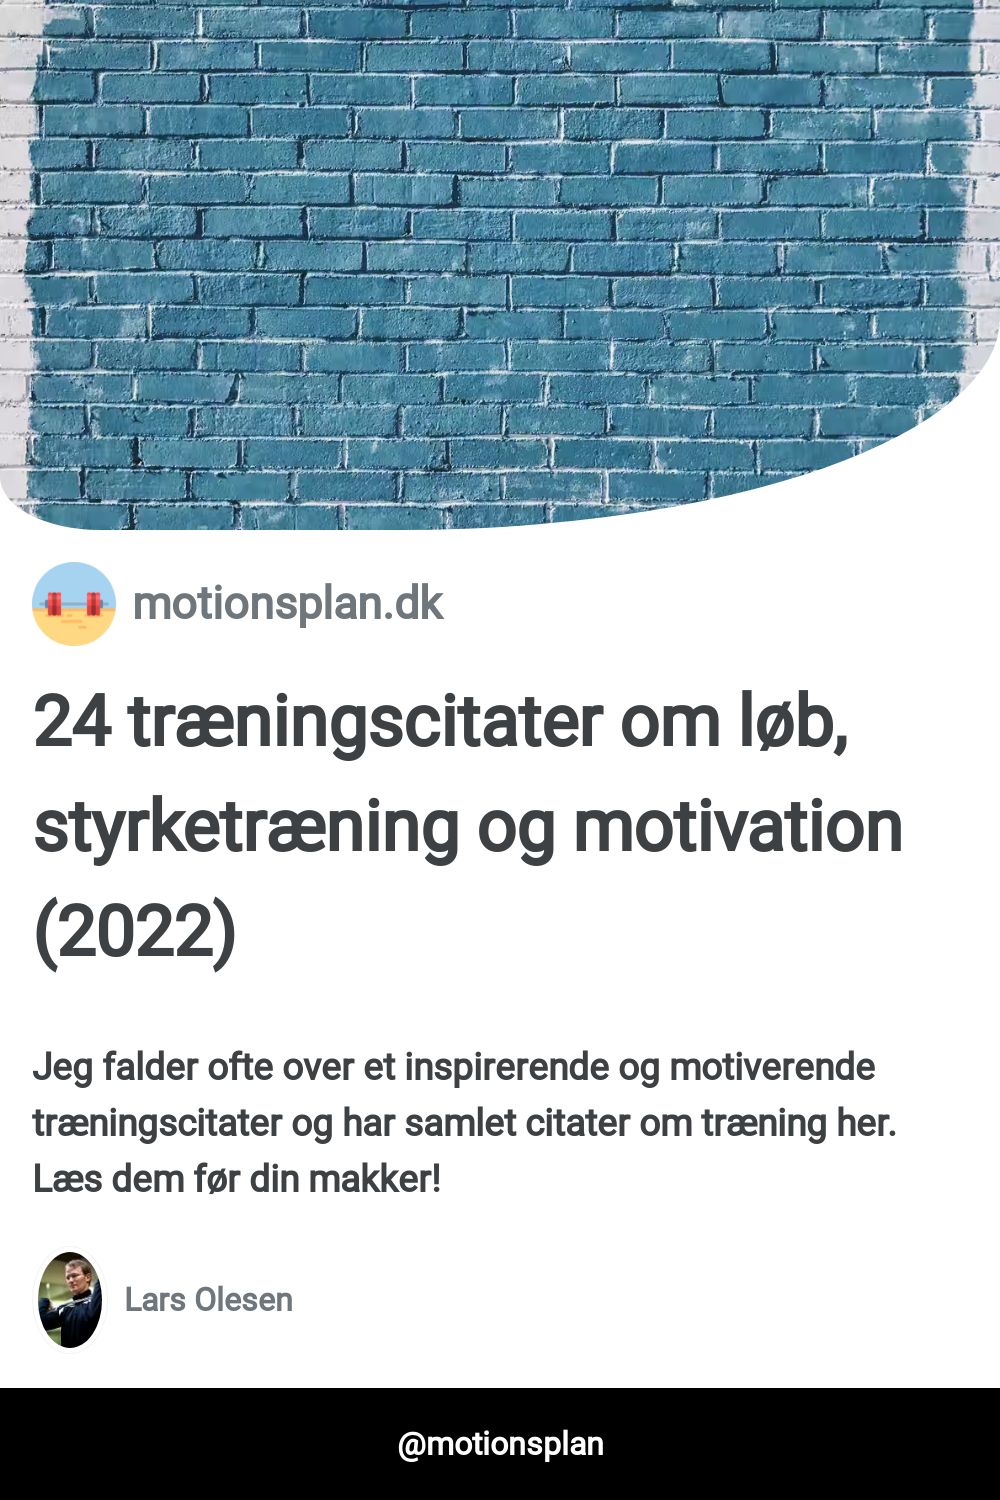 motionsplan.dk
24 træningscitater om løb,
styrketræning og motivation
(2022)
Jeg falder ofte over et inspirerende og motiverende
træningscitater og har samlet citater om træning her.
Læs dem før din makker!
Lars Olesen
@motionsplan